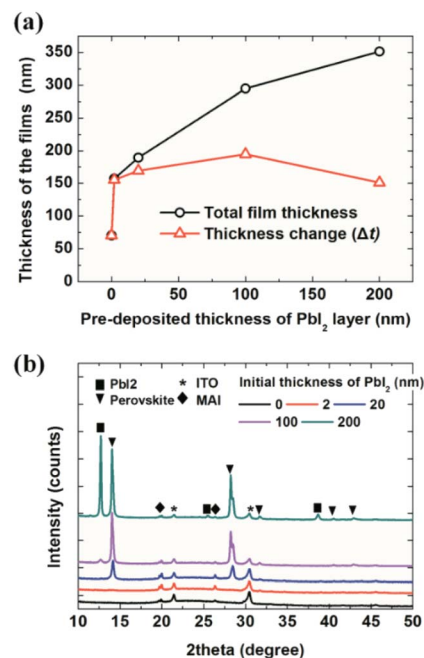 (a)
350
300
250
200
150
100
50
0
Thickness of the films (nm)
Total film thickness
Thickness change (Δt)
0 50 100 150 200
Pre-deposited thickness of PbI₂ layer (nm)
(b)
■ PbI2 * ITO Initial thickness of PbI₂ (nm)
▼ Perovskite ◆ MAI 0 2 20
100 200
Intensity (counts)
10 15 20 25 30 35 40 45 50
2theta (degree)